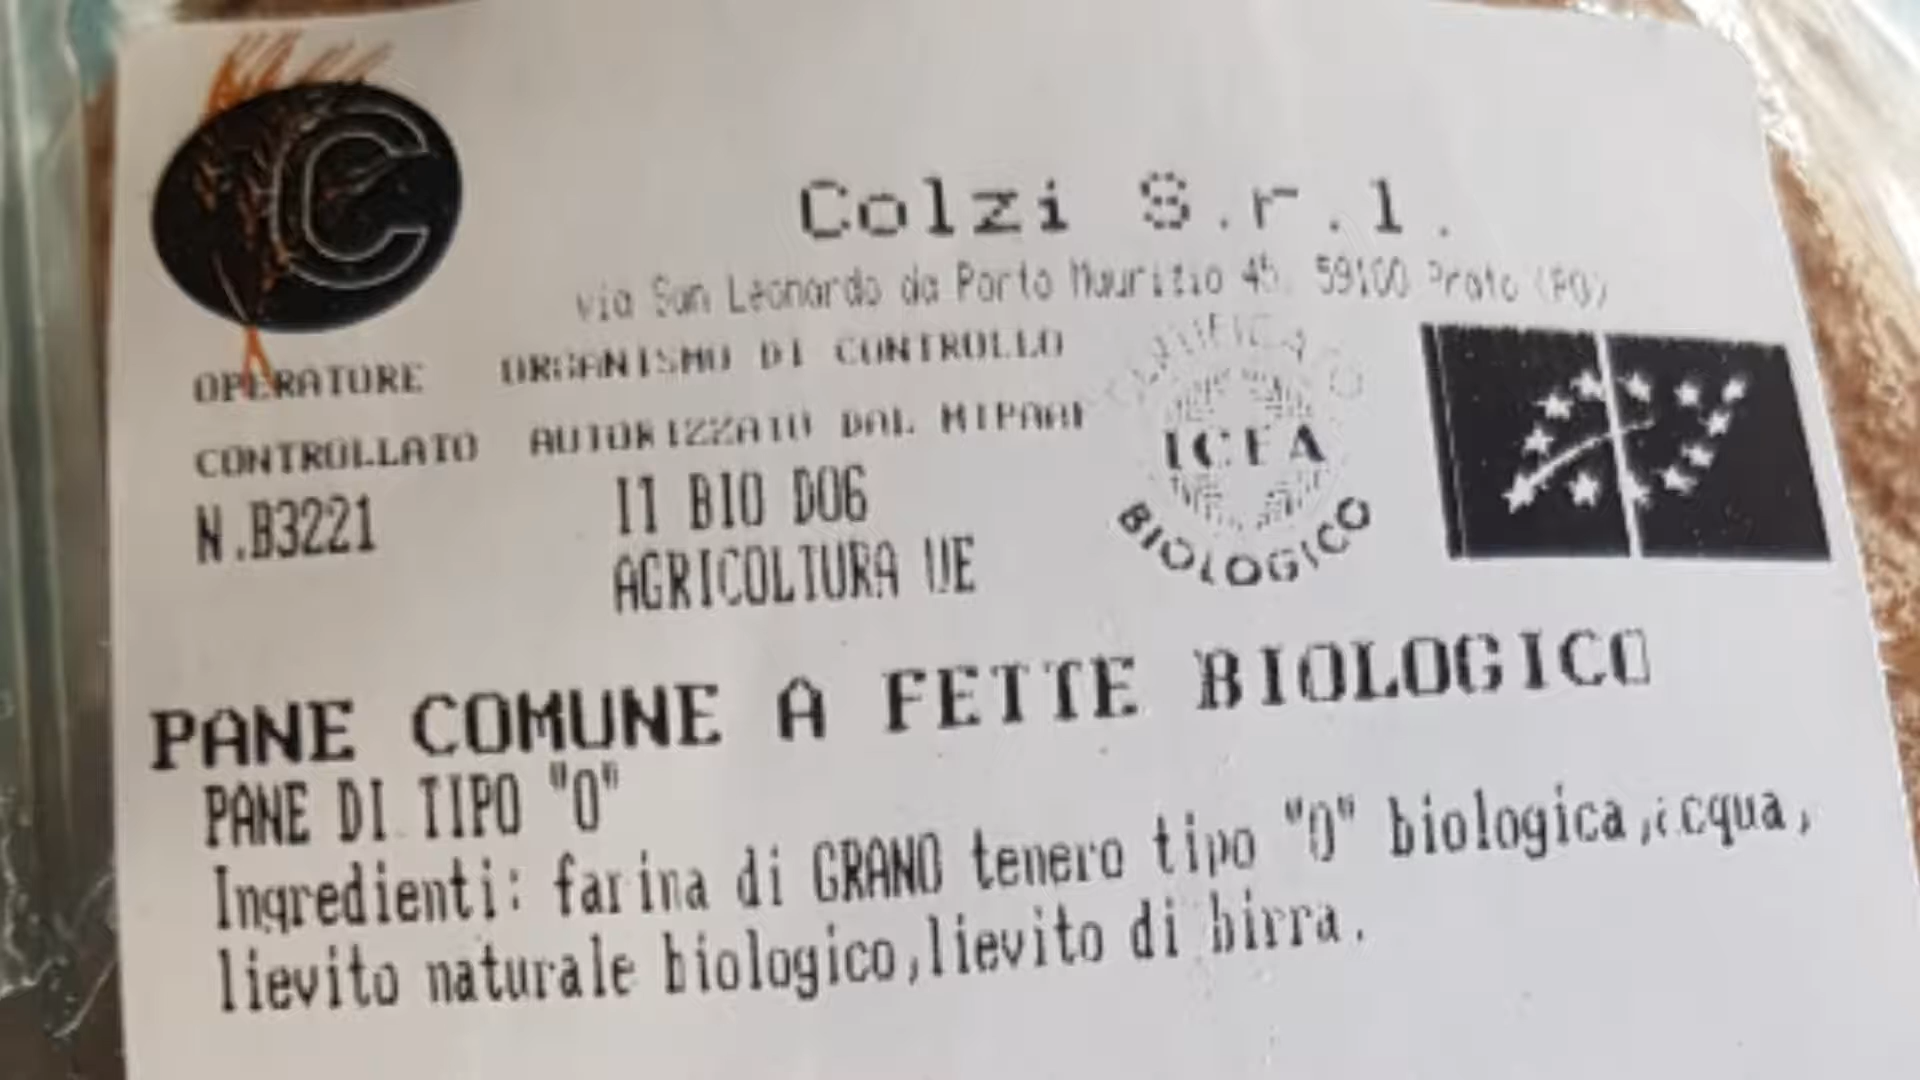 C
Colzi S.r.l.
via San Leonardo da Porto Maurizio 45, 59100 Prato (PO)
OPERATORE
CONTROLLATO
N.B3221
ORGANISMO DI CONTROLLO
AUTORIZZATO DAL MIPAAF
IT BIO
AGRICOLTURA UE
ICEA
BIOLOGICO
PANE COMUNE A FETTE BIOLOGICO
PANE DI TIPO "0"
Ingredienti: farina di GRANO tenero tipo "0" biologica,acqua,
lievito naturale biologico,lievito di birra.